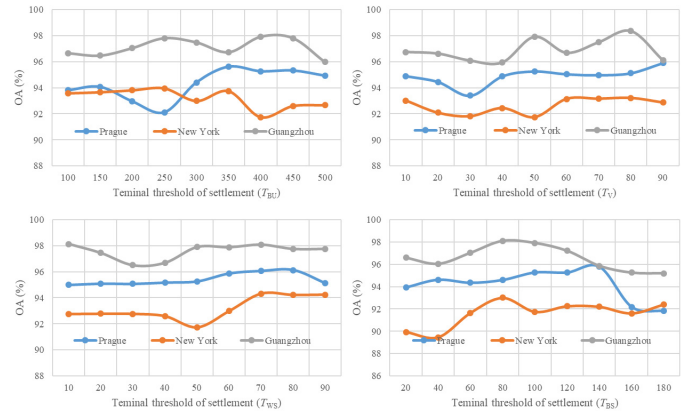 100
98
96
94
92
90
88
OA (%)
Prague New York Guangzhou
100 150 200 250 300 350 400 450 500
Teminal threshold of settlement (TBU)
100
98
96
94
92
90
88
OA (%)
Prague New York Guangzhou
10 20 30 40 50 60 70 80 90
Teminal threshold of settlement (TV)
100
98
96
94
92
90
88
OA (%)
Prague New York Guangzhou
10 20 30 40 50 60 70 80 90
Teminal threshold of settlement (TWS)
100
98
96
94
92
90
88
86
OA (%)
Prague New York Guangzhou
20 40 60 80 100 120 140 160 180
Teminal threshold of settlement (TBS)